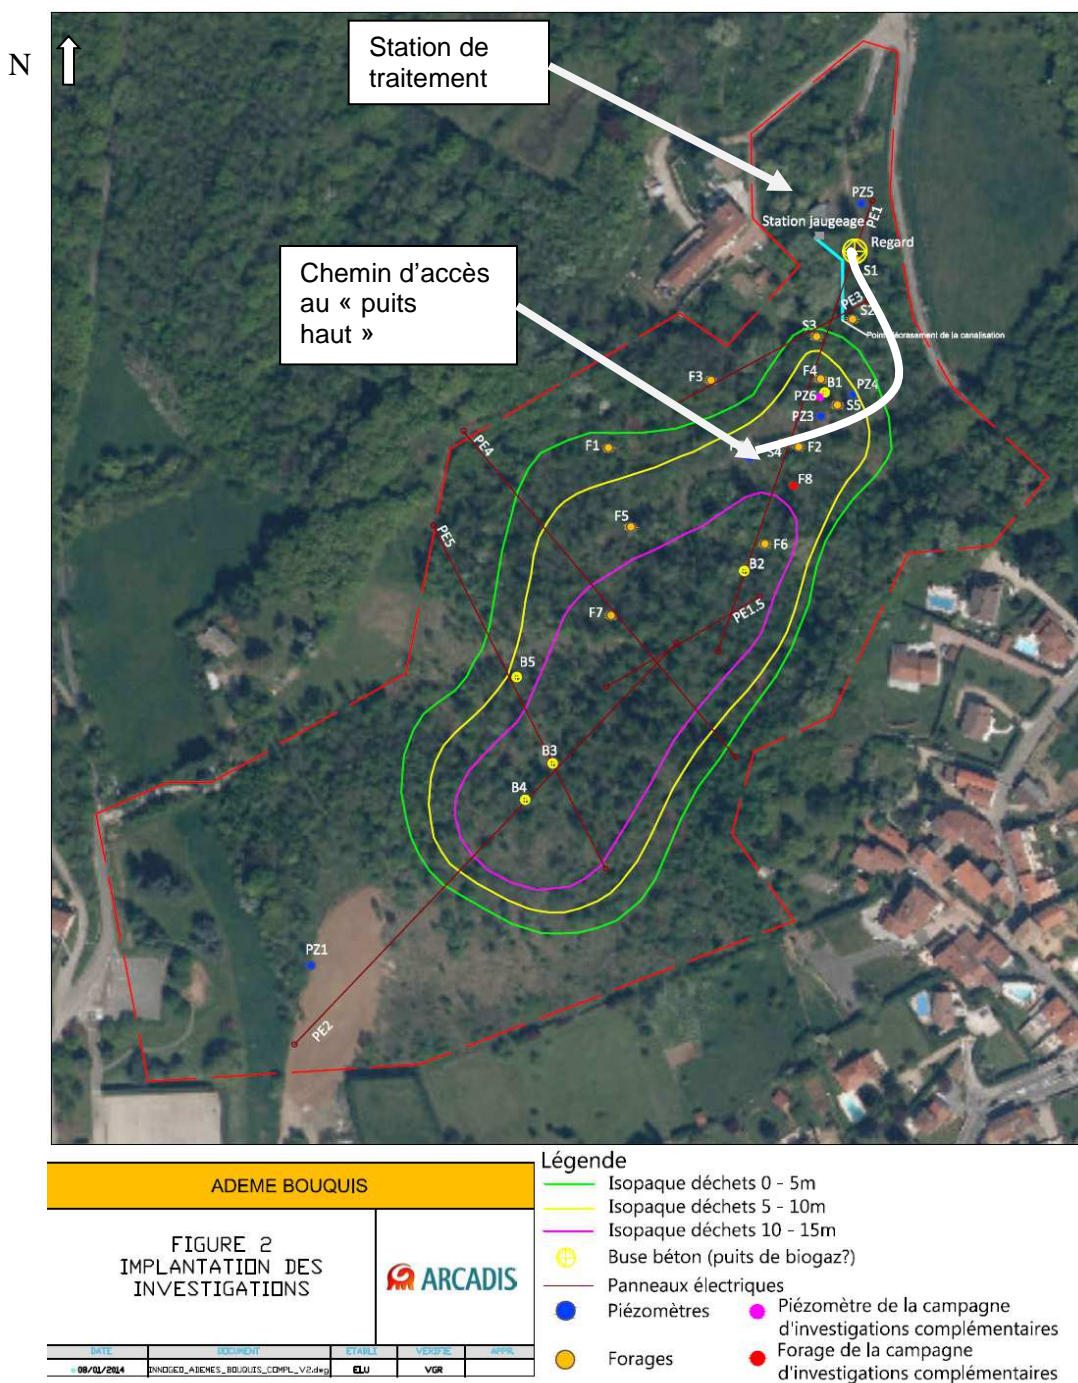 N
Station de
traitement
Chemin d'accès
au « puits
haut »
PZ5
PE1
Station jaugeage
Regard
S1
PE3
S2
Point d'écrasement de la canalisation
S3
F3
F4
B1
PZ4
PZ6
S5
PZ3
PE4
F1
S4
F2
F8
PE5
F5
F6
B2
F7
PE1.5
B5
B3
B4
PZ1
PE2
ADEME BOUQUIS
FIGURE 2
IMPLANTATION DES
INVESTIGATIONS
ARCADIS
DATE DOCUMENT ETABLI VERIFIE APPR.
08/01/2014 INNOGEO_ADEMES_BOUQUIS_COMPL_V2.dwg ELU VGR
Légende
Isopaque déchets 0 - 5m
Isopaque déchets 5 - 10m
Isopaque déchets 10 - 15m
Buse béton (puits de biogaz?)
Panneaux électriques
Piézomètres
Piézomètre de la campagne
d'investigations complémentaires
Forages
Forage de la campagne
d'investigations complémentaires